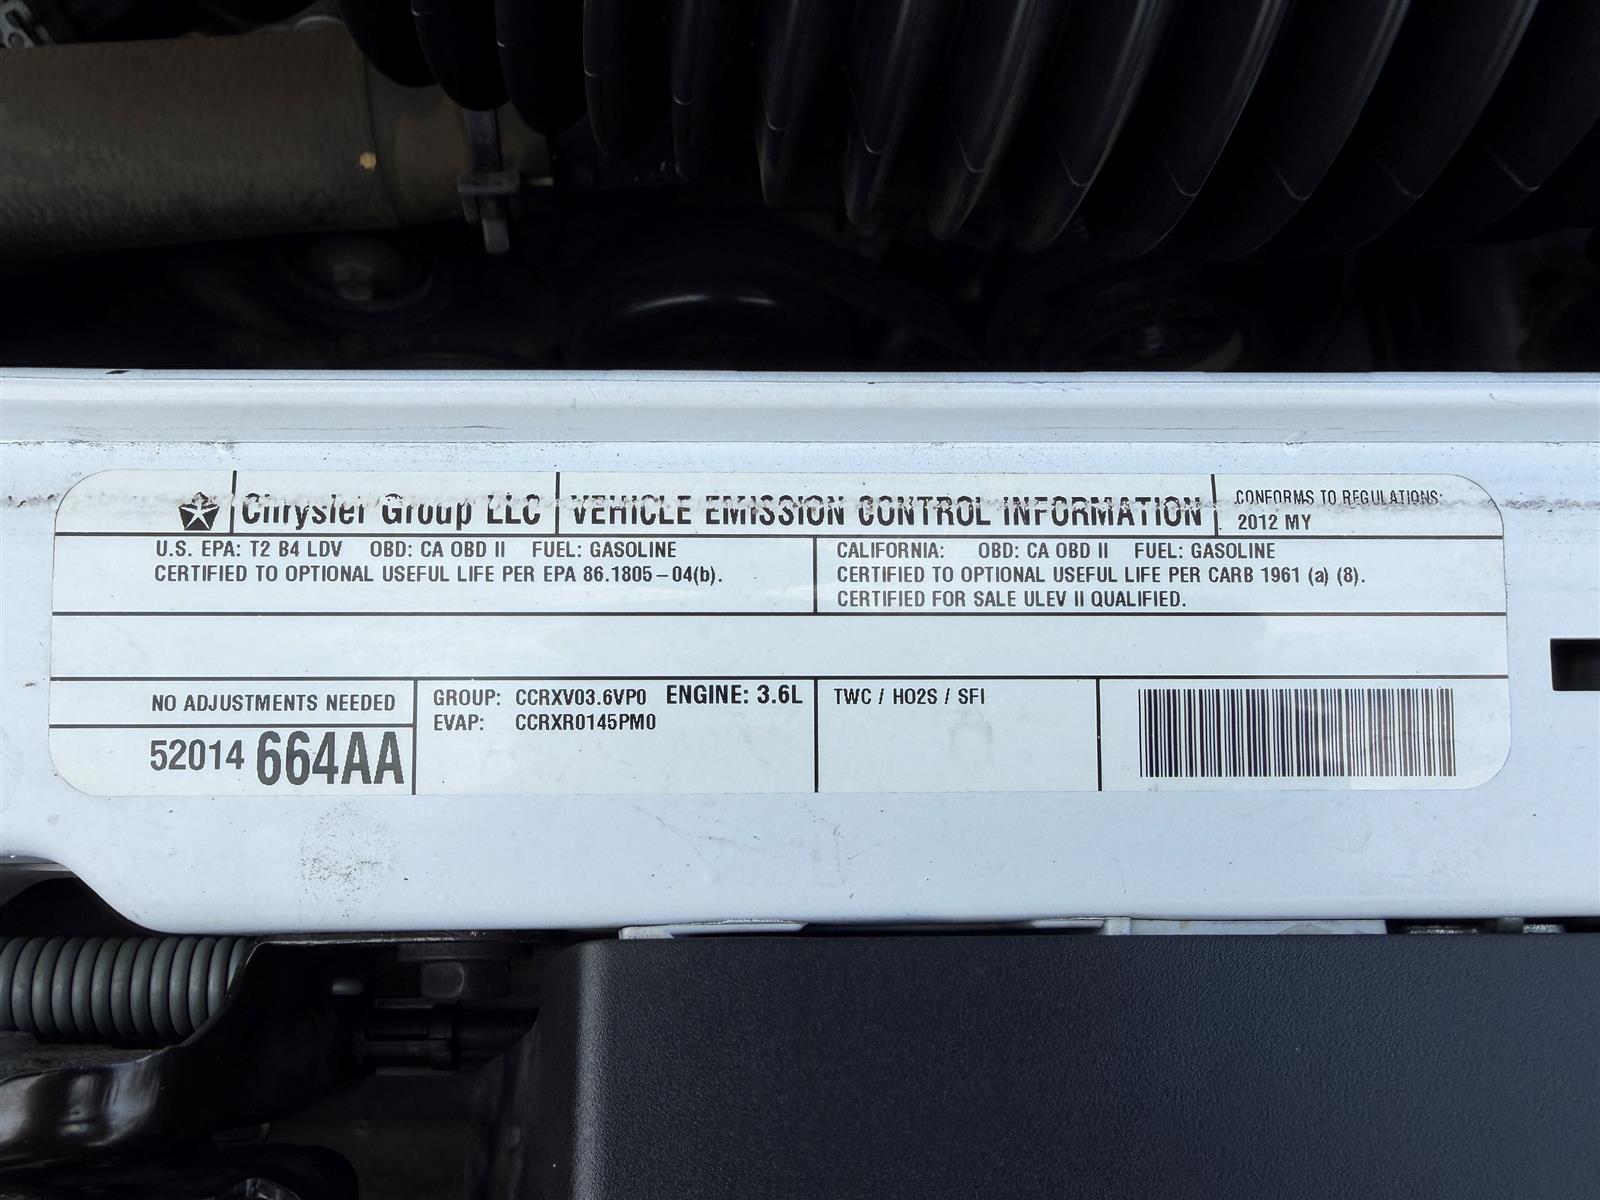 Chrysler Group LLC VEHICLE EMISSION CONTROL INFORMATION
CONFORMS TO REGULATIONS:
2012 MY
U.S. EPA: T2 B4 LDV OBD: CA OBD II FUEL: GASOLINE
CERTIFIED TO OPTIONAL USEFUL LIFE PER EPA 86.1805-04(b).
CALIFORNIA: OBD: CA OBD II FUEL: GASOLINE
CERTIFIED TO OPTIONAL USEFUL LIFE PER CARB 1961 (a) (8).
CERTIFIED FOR SALE ULEV II QUALIFIED.
NO ADJUSTMENTS NEEDED
52014 664AA
GROUP: CCRXV03.6VP0 ENGINE: 3.6L
EVAP: CCRXR0145PM0
TWC / HO2S / SFI